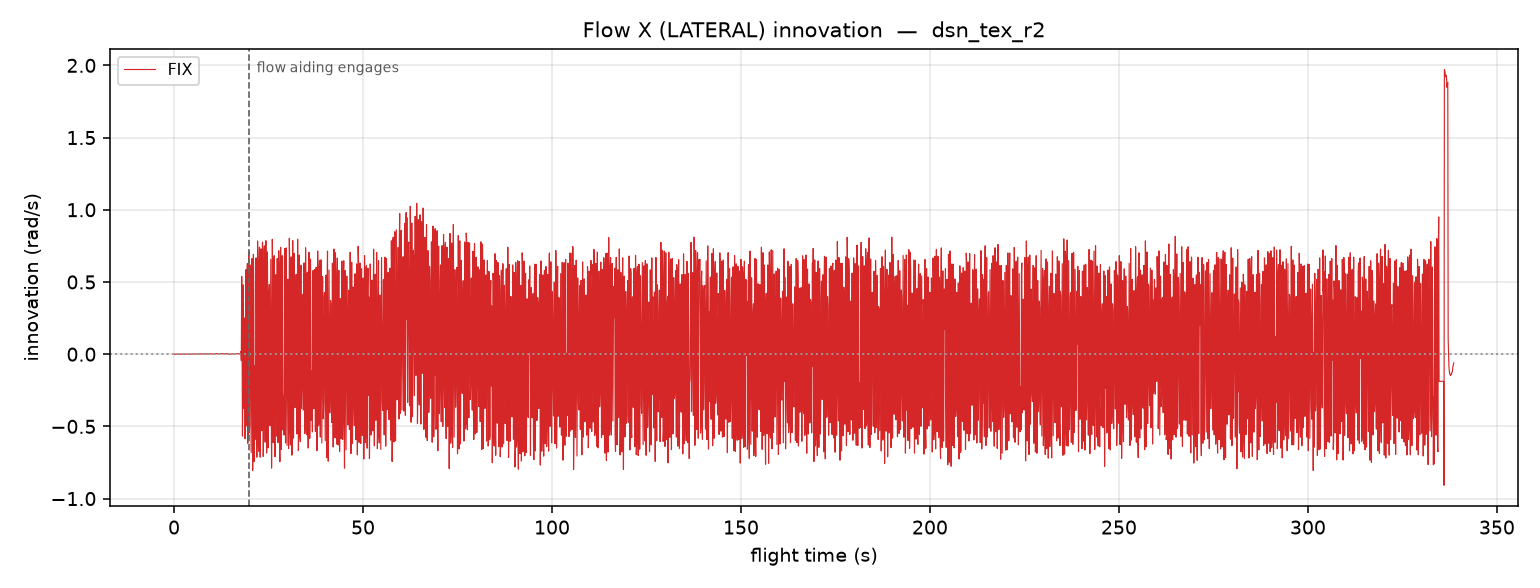 Flow X (LATERAL) innovation — dsn_tex_r2
FIX
flow aiding engages
innovation (rad/s)
2.0
1.5
1.0
0.5
0.0
−0.5
−1.0
0 50 100 150 200 250 300 350
flight time (s)